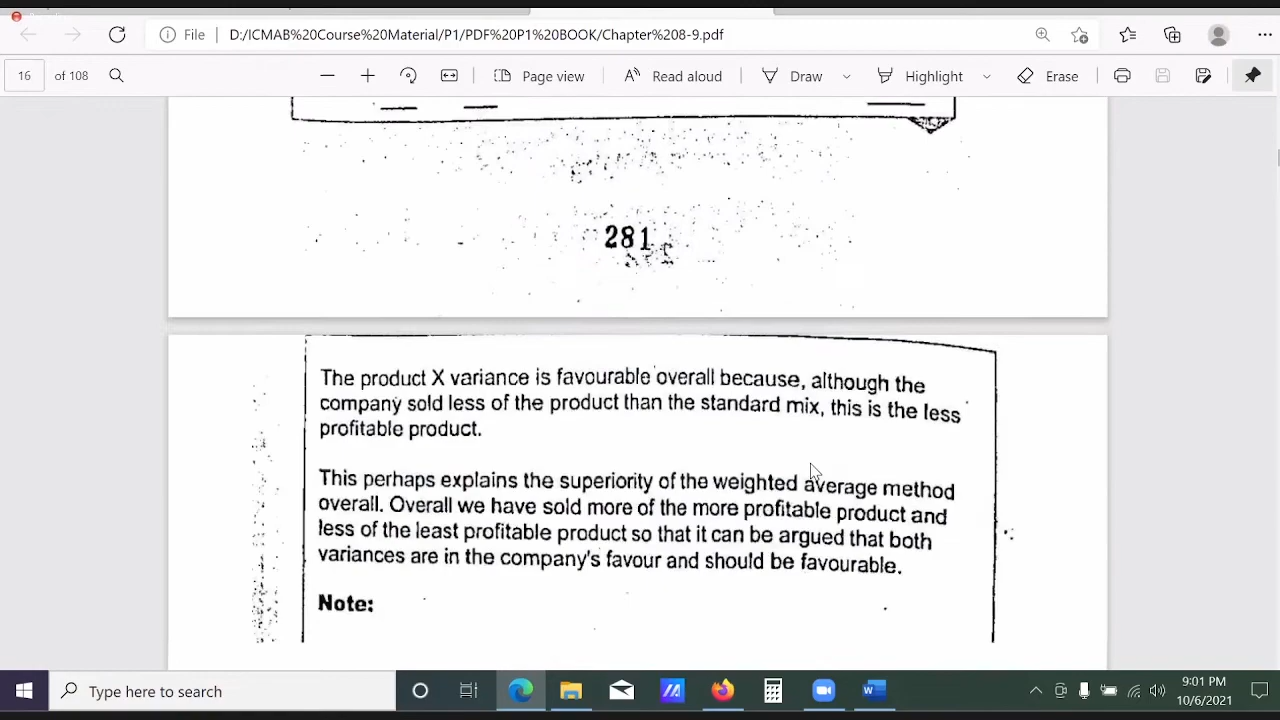 File
D:/ICMAB%20Course%20Material/P1/PDF%20P1%20BOOK/Chapter%208-9.pdf
16 of 108
Page view
Read aloud
Draw
Highlight
Erase
281
The product X variance is favourable overall because, although the
company sold less of the product than the standard mix, this is the less
profitable product.
This perhaps explains the superiority of the weighted average method
overall. Overall we have sold more of the more profitable product and
less of the least profitable product so that it can be argued that both
variances are in the company's favour and should be favourable.
Note:
Type here to search
9:01 PM
10/6/2021